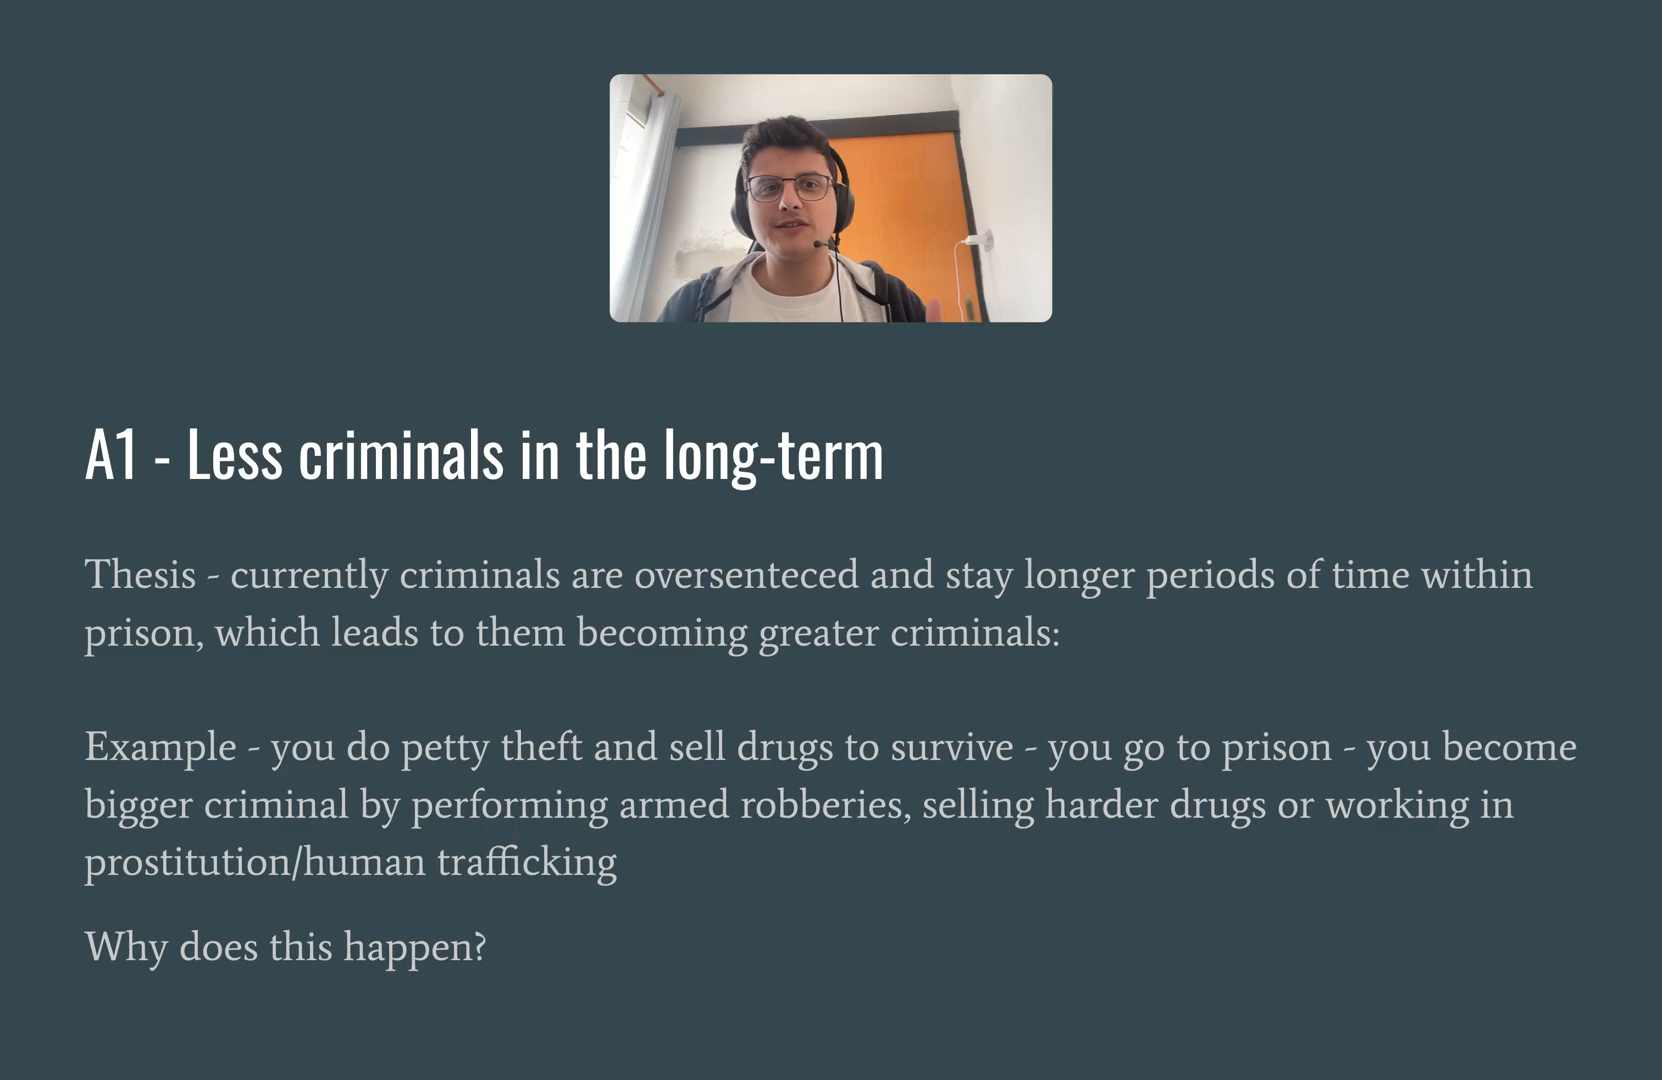 A1 - Less criminals in the long-term
Thesis - currently criminals are oversenteced and stay longer periods of time within
prison, which leads to them becoming greater criminals:
Example - you do petty theft and sell drugs to survive - you go to prison - you become
bigger criminal by performing armed robberies, selling harder drugs or working in
prostitution/human trafficking
Why does this happen?